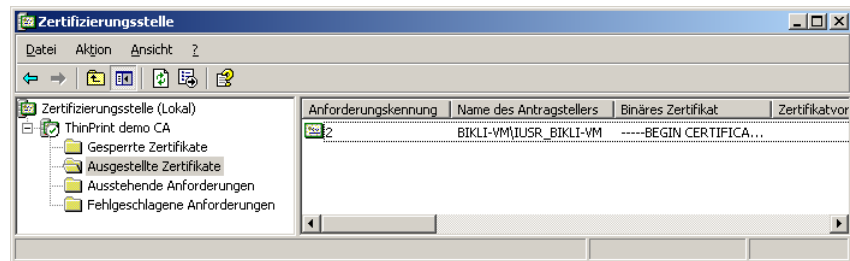 Zertifizierungsstelle
Datei Aktion Ansicht ?
Zertifizierungsstelle (Lokal)
ThinPrint demo CA
Gesperrte Zertifikate
Ausgestellte Zertifikate
Ausstehende Anforderungen
Fehlgeschlagene Anforderungen
Anforderungskennung Name des Antragstellers Binäres Zertifikat Zertifikatvor
2 BIKLI-VM\IUSR_BIKLI-VM -----BEGIN CERTIFICA...